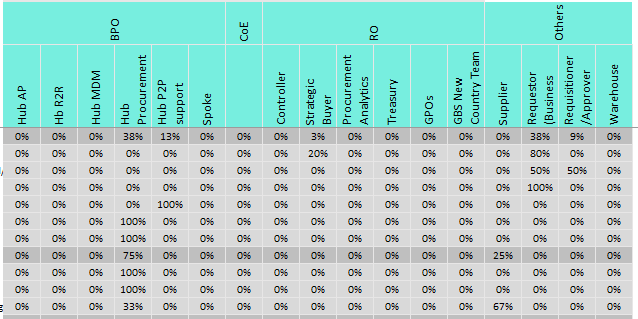 BPO CoE RO Others
Hub AP
Hb R2R
Hub MDM
Hub
Procurement
Hub P2P
support
Spoke
Controller
Strategic
Buyer
Procurement
Analytics
Treasury
GPOs
GBS New
Country Team
Supplier
Requestor
(Business
Requisitioner
/Approver
Warehouse
0% 0% 0% 38% 13% 0% 0% 0% 3% 0% 0% 0% 0% 0% 38% 9% 0%
0% 0% 0% 0% 0% 0% 0% 0% 20% 0% 0% 0% 0% 0% 80% 0% 0%
0% 0% 0% 0% 0% 0% 0% 0% 0% 0% 0% 0% 0% 0% 50% 50% 0%
0% 0% 0% 0% 0% 0% 0% 0% 0% 0% 0% 0% 0% 0% 100% 0% 0%
0% 0% 0% 0% 100% 0% 0% 0% 0% 0% 0% 0% 0% 0% 0% 0% 0%
0% 0% 0% 100% 0% 0% 0% 0% 0% 0% 0% 0% 0% 0% 0% 0% 0%
0% 0% 0% 100% 0% 0% 0% 0% 0% 0% 0% 0% 0% 0% 0% 0% 0%
0% 0% 0% 75% 0% 0% 0% 0% 0% 0% 0% 0% 0% 25% 0% 0% 0%
0% 0% 0% 100% 0% 0% 0% 0% 0% 0% 0% 0% 0% 0% 0% 0% 0%
0% 0% 0% 100% 0% 0% 0% 0% 0% 0% 0% 0% 0% 0% 0% 0% 0%
0% 0% 0% 33% 0% 0% 0% 0% 0% 0% 0% 0% 0% 67% 0% 0% 0%